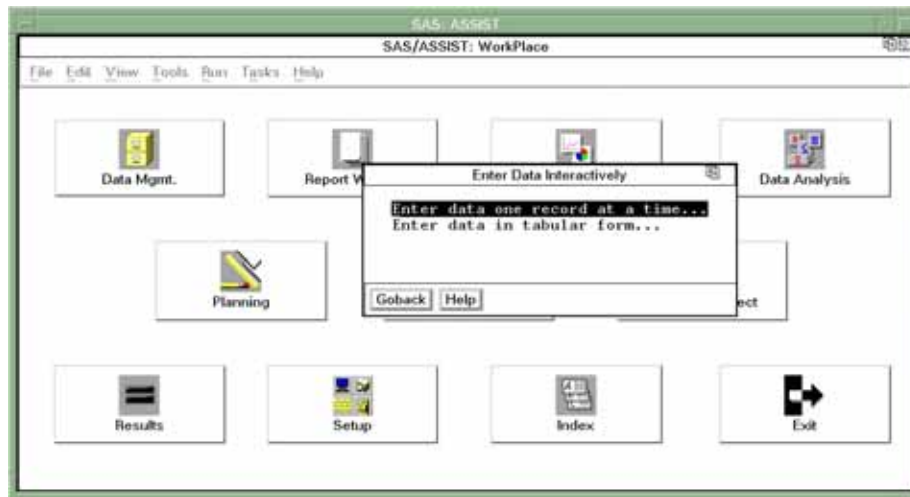 SAS: ASSIST
SAS/ASSIST: WorkPlace
File Edit View Tools Run Tasks Help
Data Mgmt.
Report W
Data Analysis
Enter Data Interactively
Enter data one record at a time...
Enter data in tabular form...
Goback Help
Planning
ect
Results
Setup
Index
Exit